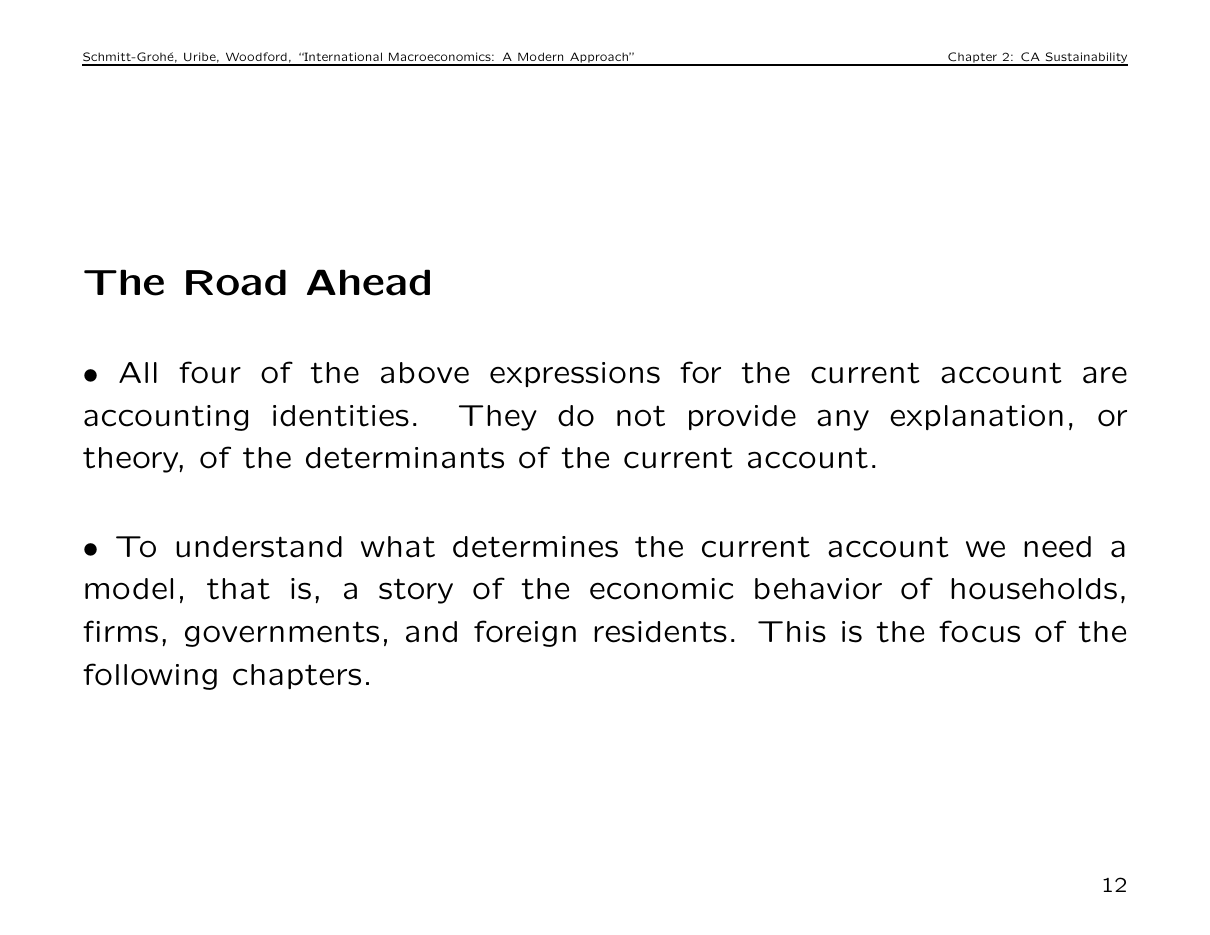 Schmitt-Grohé, Uribe, Woodford, “International Macroeconomics: A Modern Approach” Chapter 2: CA Sustainability
The Road Ahead
• All four of the above expressions for the current account are
accounting identities. They do not provide any explanation, or
theory, of the determinants of the current account.
• To understand what determines the current account we need a
model, that is, a story of the economic behavior of households,
firms, governments, and foreign residents. This is the focus of the
following chapters.
12